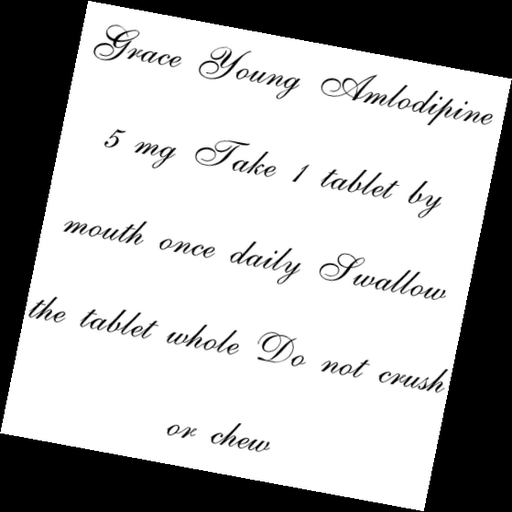 Grace Young Amlodipine
5 mg Take 1 tablet by
mouth once daily Swallow
the tablet whole Do not crush
or chew